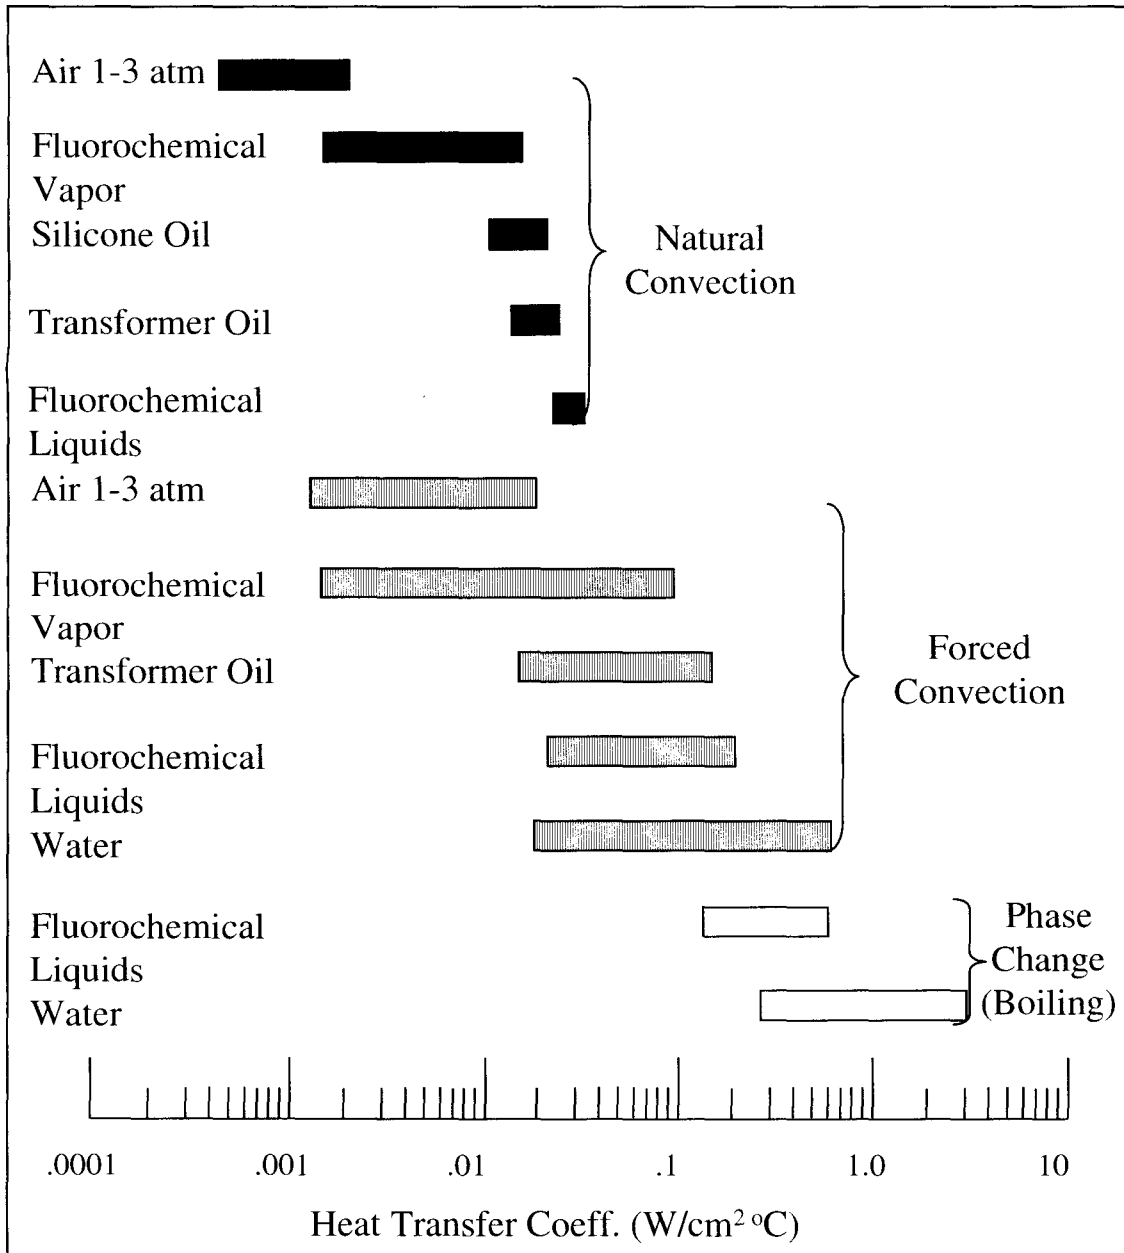 Air 1-3 atm
Fluorochemical
Vapor
Silicone Oil
Natural
Convection
Transformer Oil
Fluorochemical
Liquids
Air 1-3 atm
Fluorochemical
Vapor
Transformer Oil
Forced
Convection
Fluorochemical
Liquids
Water
Fluorochemical
Liquids
Water
Phase
Change
(Boiling)
.0001 .001 .01 .1 1.0 10
Heat Transfer Coeff. (W/cm² °C)